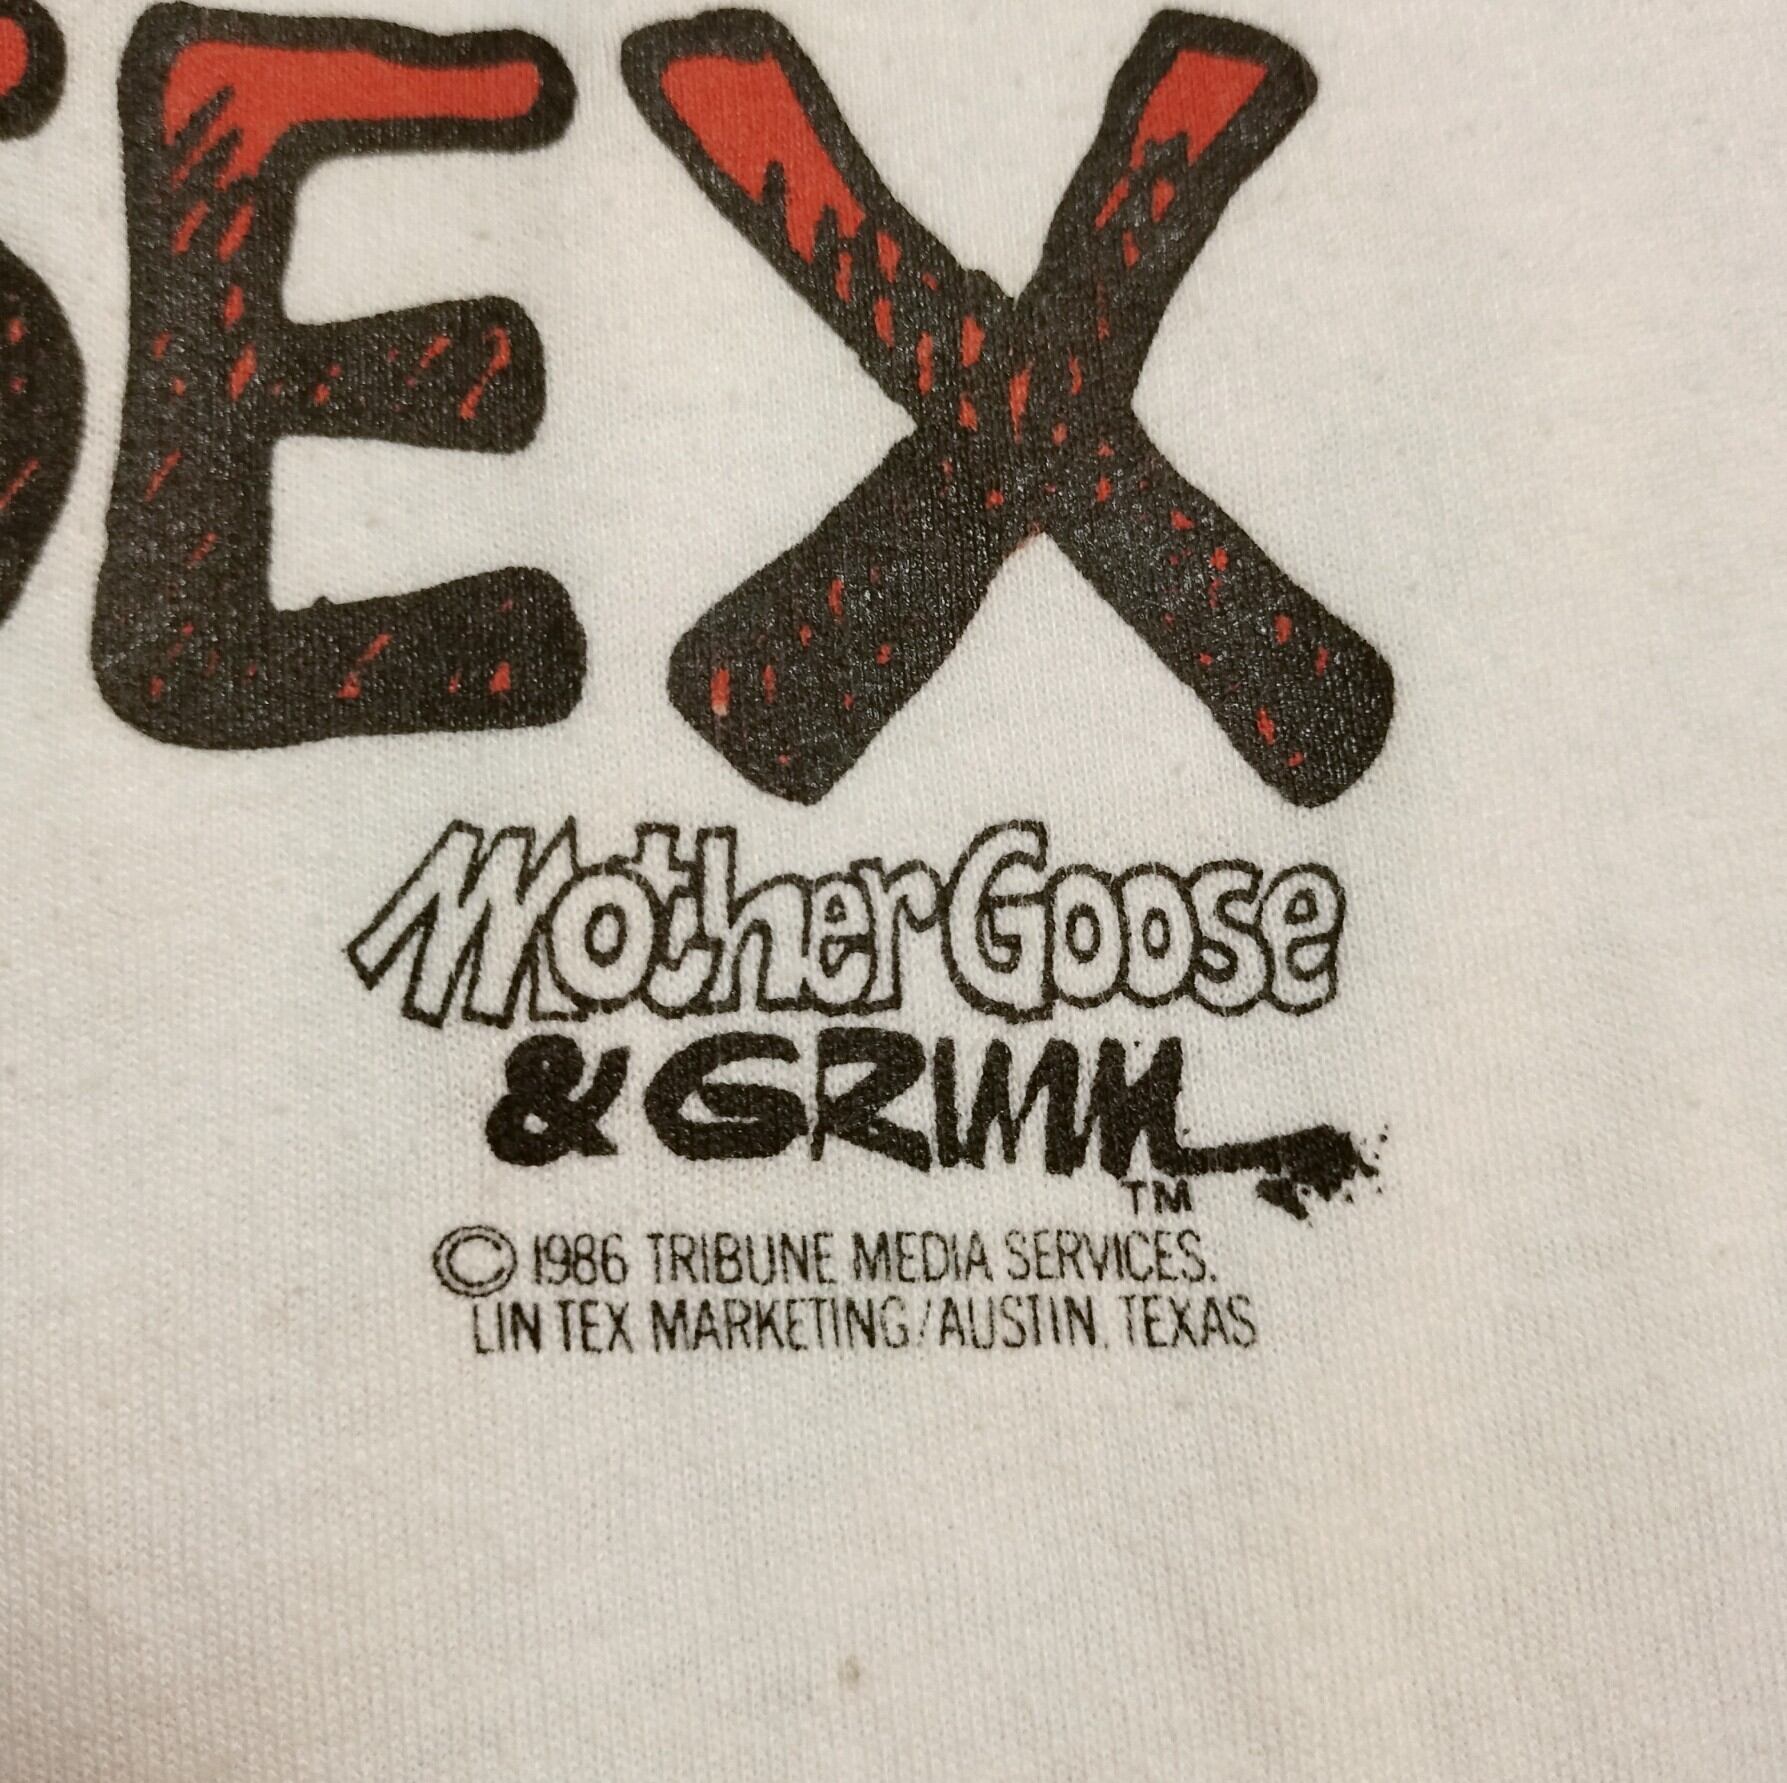 SEX
Mother Goose
& GRIMM
TM
© 1986 TRIBUNE MEDIA SERVICES.
LIN TEX MARKETING/AUSTIN, TEXAS